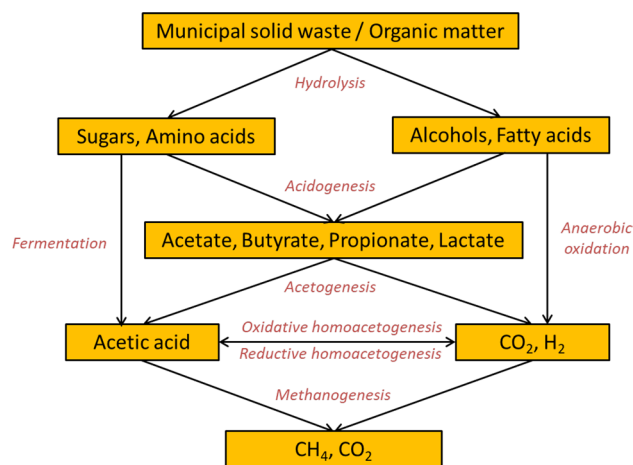 Municipal solid waste / Organic matter
Hydrolysis
Sugars, Amino acids
Alcohols, Fatty acids
Acidogenesis
Fermentation
Anaerobic
oxidation
Acetate, Butyrate, Propionate, Lactate
Acetogenesis
Oxidative homoacetogenesis
Acetic acid
CO₂, H₂
Reductive homoacetogenesis
Methanogenesis
CH₄, CO₂